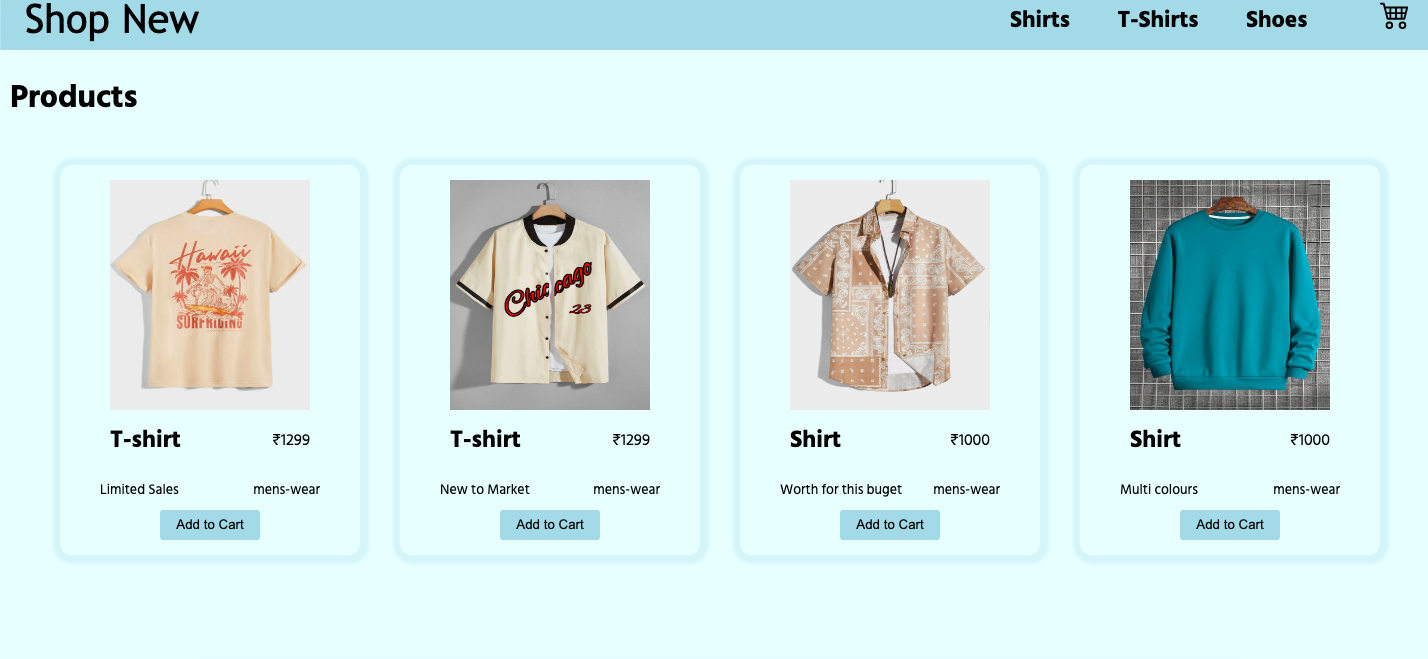 Shop New
Shirts T-Shirts Shoes
Products
Hawaii
SURFRIDING
Chicago
23
T-shirt ₹1299
Limited Sales mens-wear
Add to Cart
T-shirt ₹1299
New to Market mens-wear
Add to Cart
Shirt ₹1000
Worth for this buget mens-wear
Add to Cart
Shirt ₹1000
Multi colours mens-wear
Add to Cart